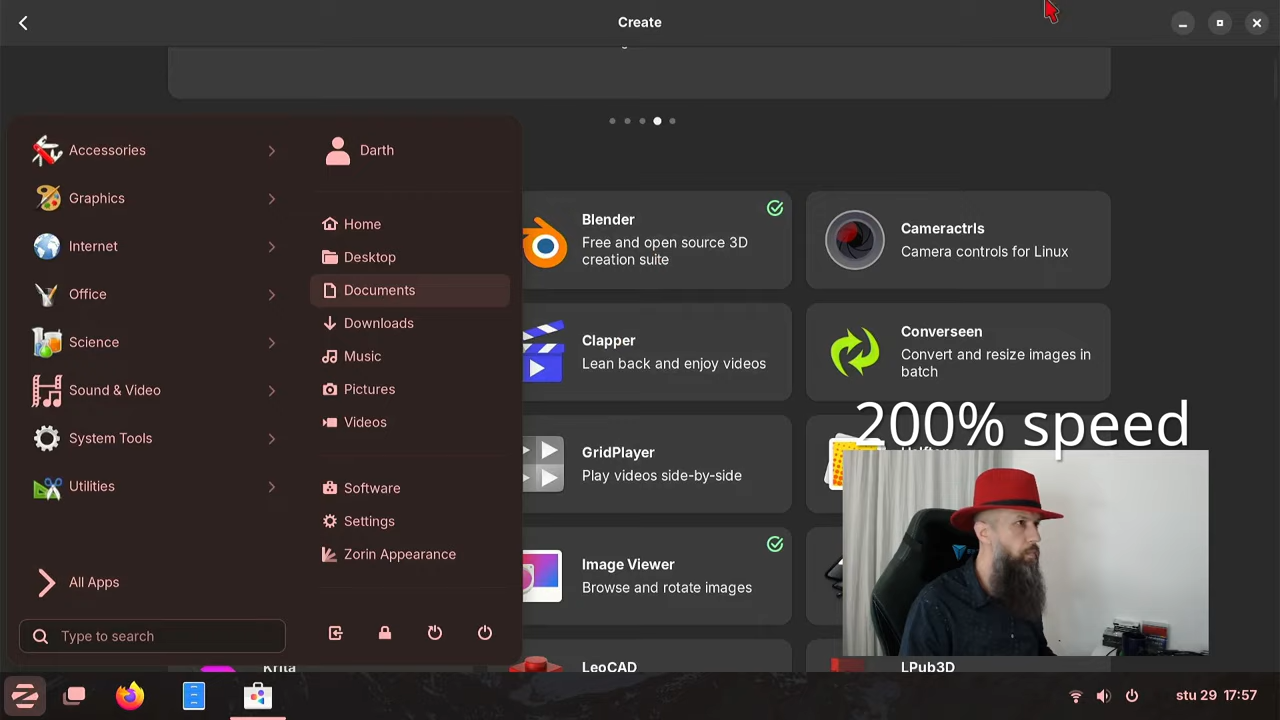 Create
Accessories
Graphics
Internet
Office
Science
Sound & Video
System Tools
Utilities
All Apps
Type to search
Darth
Home
Desktop
Documents
Downloads
Music
Pictures
Videos
Software
Settings
Zorin Appearance
Blender
Free and open source 3D
creation suite
Cameractrls
Camera controls for Linux
Clapper
Lean back and enjoy videos
Converseen
Convert and resize images in
batch
GridPlayer
Play videos side-by-side
200% speed
Image Viewer
Browse and rotate images
Krita
LeoCAD
LPub3D
stu 29 17:57